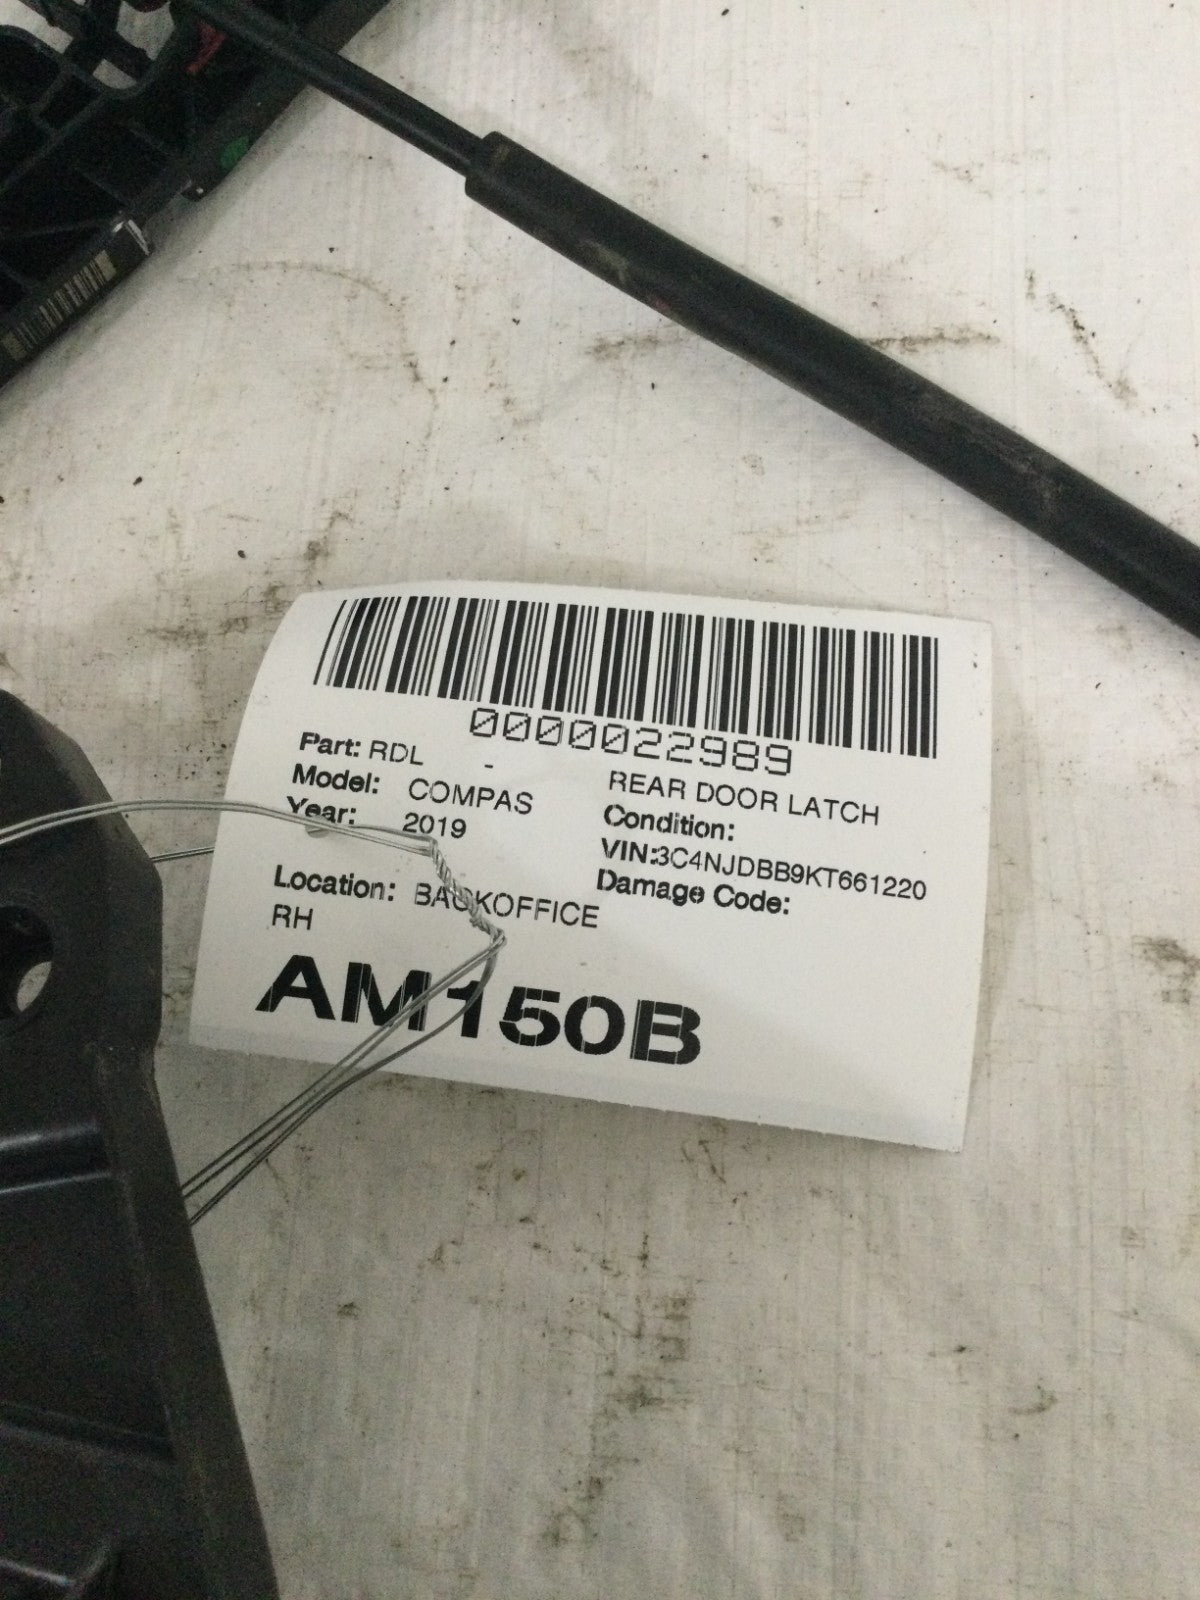 0000022989
Part: RDL - REAR DOOR LATCH
Model: COMPAS Condition:
Year: 2019 VIN:3C4NJDBB9KT661220
Damage Code:
Location: BACKOFFICE
RH
AM150B